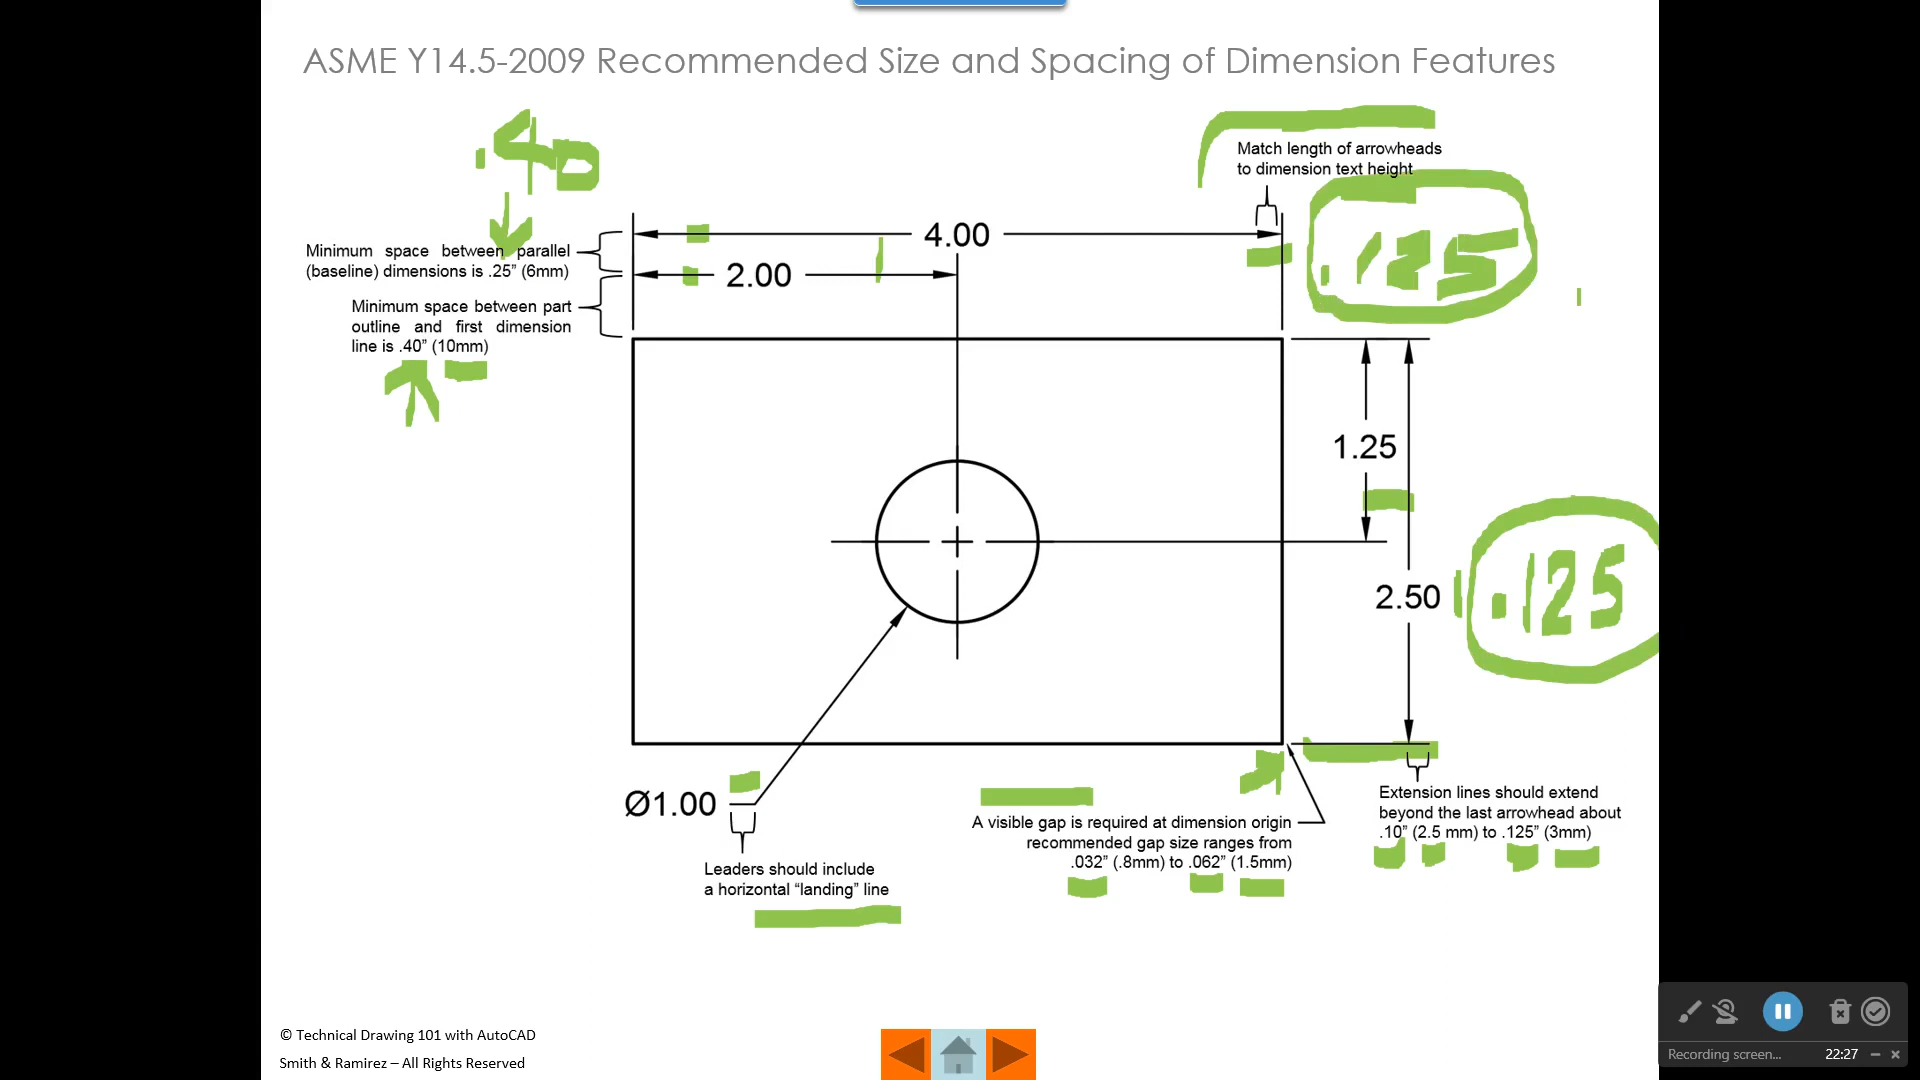 ASME Y14.5-2009 Recommended Size and Spacing of Dimension Features
.40
Match length of arrowheads
to dimension text height
4.00
.125
Minimum space between parallel
(baseline) dimensions is .25” (6mm)
2.00
Minimum space between part
outline and first dimension
line is .40” (10mm)
1.25
2.50
.125
Ø1.00
Extension lines should extend
beyond the last arrowhead about
.10” (2.5 mm) to .125” (3mm)
A visible gap is required at dimension origin
recommended gap size ranges from
.032” (.8mm) to .062” (1.5mm)
Leaders should include
a horizontal “landing” line
© Technical Drawing 101 with AutoCAD
Smith & Ramirez – All Rights Reserved
Recording screen... 22:27